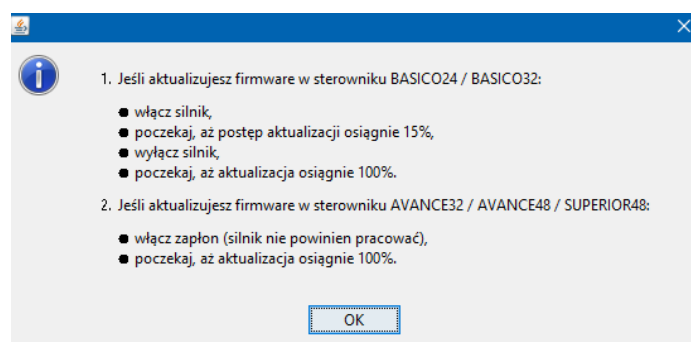 1. Jeśli aktualizujesz firmware w sterowniku BASICO24 / BASICO32:
● włącz silnik,
● poczekaj, aż postęp aktualizacji osiągnie 15%,
● wyłącz silnik,
● poczekaj, aż aktualizacja osiągnie 100%.
2. Jeśli aktualizujesz firmware w sterowniku AVANCE32 / AVANCE48 / SUPERIOR48:
● włącz zapłon (silnik nie powinien pracować),
● poczekaj, aż aktualizacja osiągnie 100%.
OK